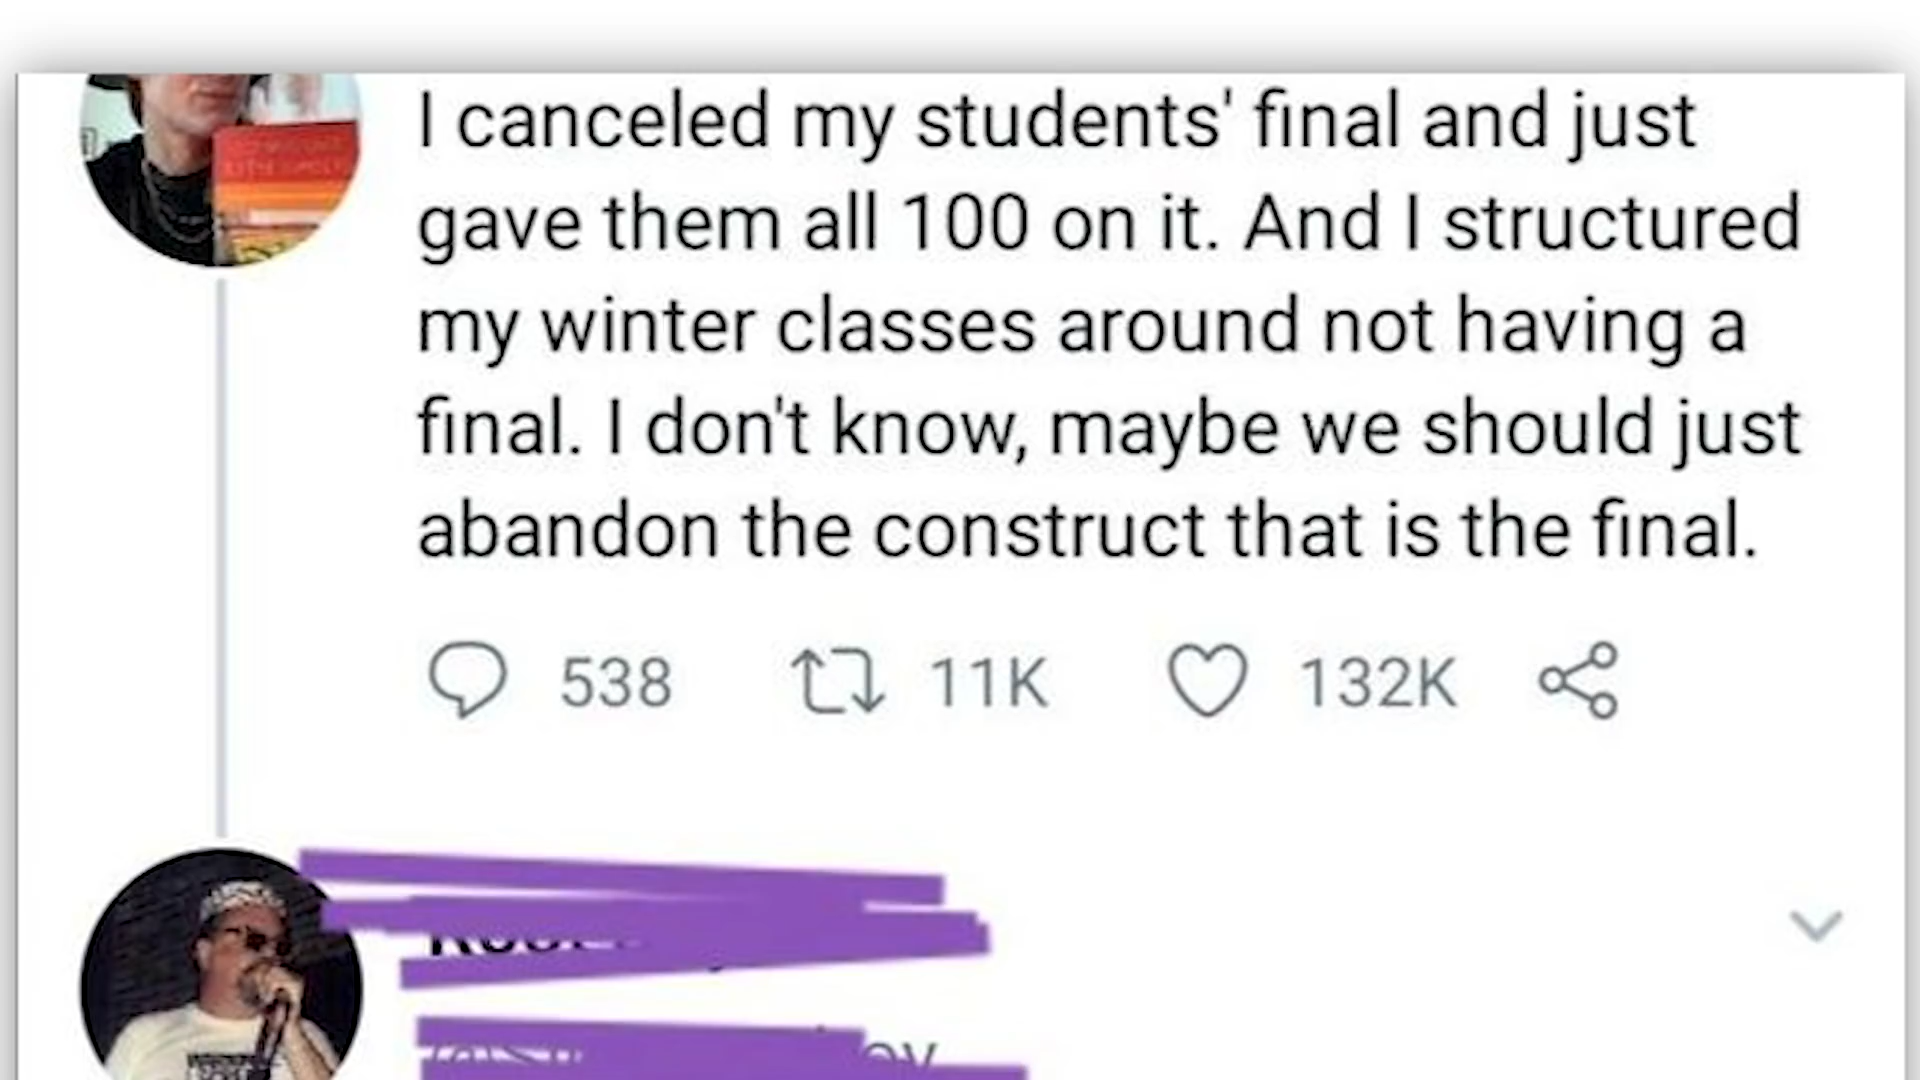 I canceled my students' final and just
gave them all 100 on it. And I structured
my winter classes around not having a
final. I don't know, maybe we should just
abandon the construct that is the final.
538 11K 132K